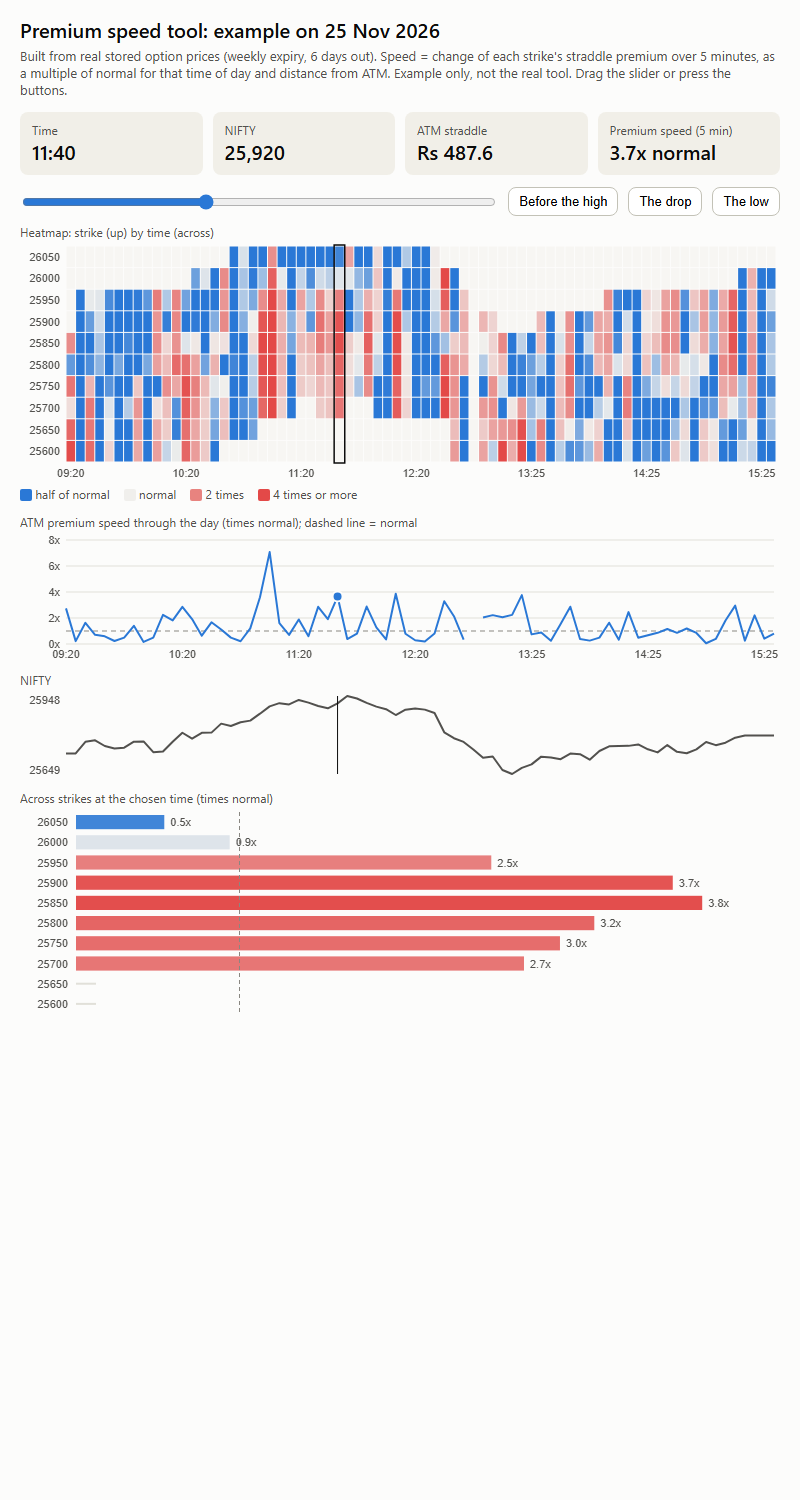 Premium speed tool: example on 25 Nov 2026
Built from real stored option prices (weekly expiry, 6 days out). Speed = change of each strike's straddle premium over 5 minutes, as
a multiple of normal for that time of day and distance from ATM. Example only, not the real tool. Drag the slider or press the
buttons.
Time
11:40
NIFTY
25,920
ATM straddle
Rs 487.6
Premium speed (5 min)
3.7x normal
Before the high
The drop
The low
Heatmap: strike (up) by time (across)
26050
26000
25950
25900
25850
25800
25750
25700
25650
25600
09:20 10:20 11:20 12:20 13:25 14:25 15:25
half of normal normal 2 times 4 times or more
ATM premium speed through the day (times normal); dashed line = normal
8x
6x
4x
2x
0x
09:20 10:20 11:20 12:20 13:25 14:25 15:25
NIFTY
25948
25649
Across strikes at the chosen time (times normal)
26050 0.5x
26000 0.9x
25950 2.5x
25900 3.7x
25850 3.8x
25800 3.2x
25750 3.0x
25700 2.7x
25650
25600